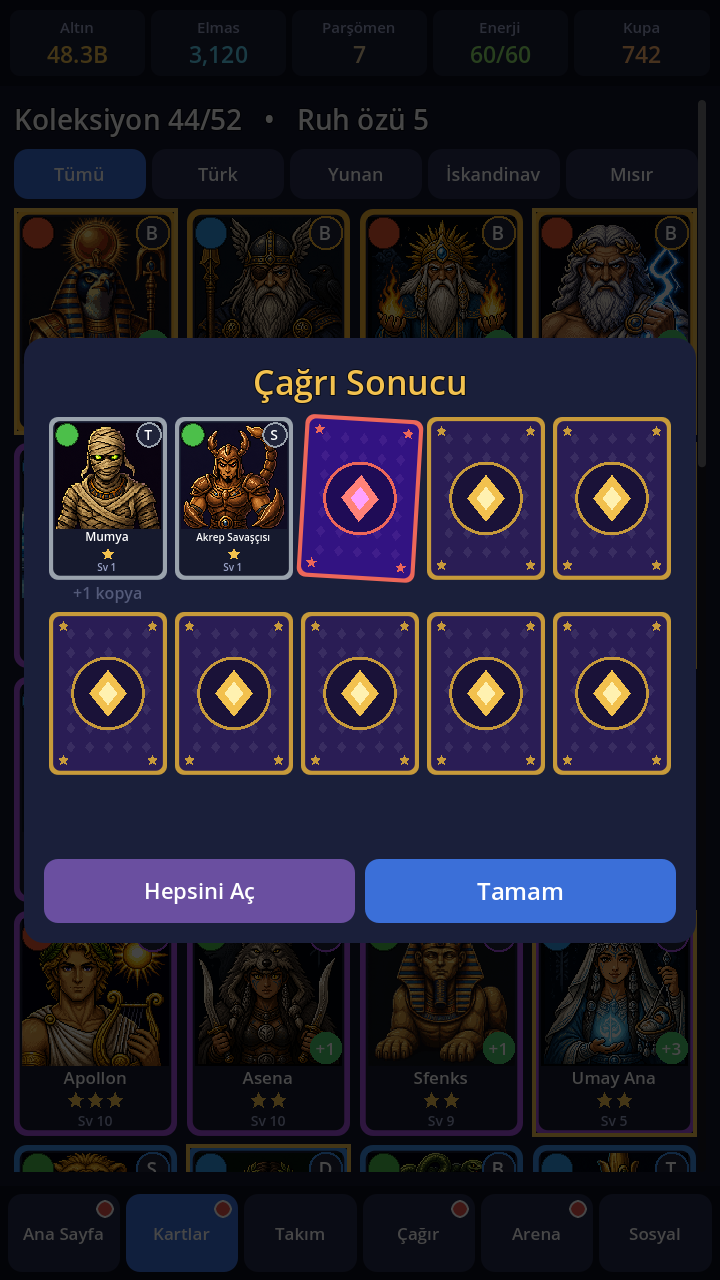 Altın Elmas Parşömen Enerji Kupa
48.3B 3,120 7 60/60 742
Koleksiyon 44/52 • Ruh özü 5
Tümü Türk Yunan İskandinav Mısır
B B B B
Çağrı Sonucu
T S
Mumya Akrep Savaşçısı
Sv 1 Sv 1
+1 kopya
Hepsini Aç Tamam
+1 +1 +3
Apollon Asena Sfenks Umay Ana
Sv 10 Sv 10 Sv 9 Sv 5
S D B T
Ana Sayfa Kartlar Takım Çağır Arena Sosyal